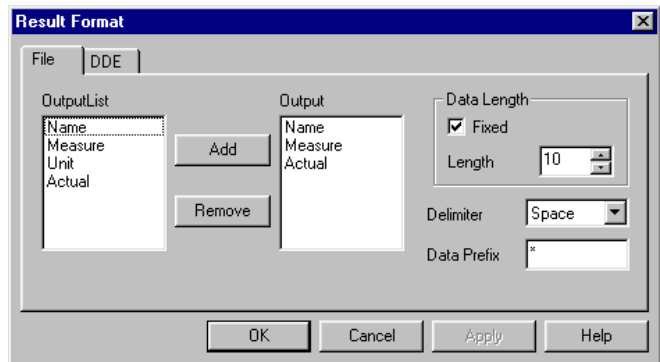 Result Format
File
DDE
OutputList
Name
Measure
Unit
Actual
Add
Remove
Output
Name
Measure
Actual
Data Length
Fixed
Length
10
Delimiter
Space
Data Prefix
*
OK
Cancel
Apply
Help